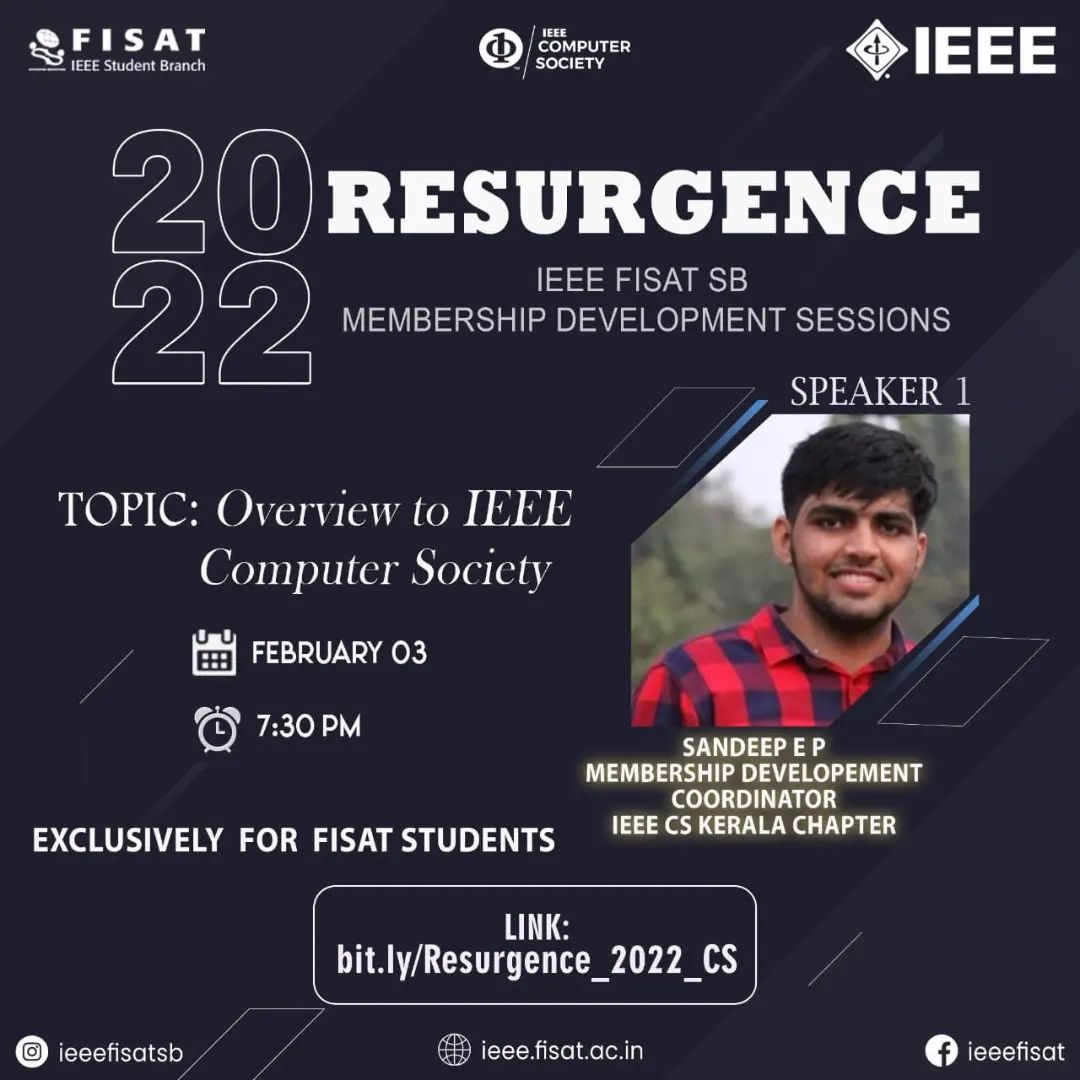 FISAT
IEEE Student Branch
IEEE
COMPUTER
SOCIETY
IEEE
20
22
RESURGENCE
IEEE FISAT SB
MEMBERSHIP DEVELOPMENT SESSIONS
SPEAKER 1
TOPIC: Overview to IEEE
Computer Society
FEBRUARY 03
7:30 PM
SANDEEP E P
MEMBERSHIP DEVELOPEMENT
COORDINATOR
IEEE CS KERALA CHAPTER
EXCLUSIVELY FOR FISAT STUDENTS
LINK:
bit.ly/Resurgence_2022_CS
ieeefisatsb
ieee.fisat.ac.in
ieeefisat